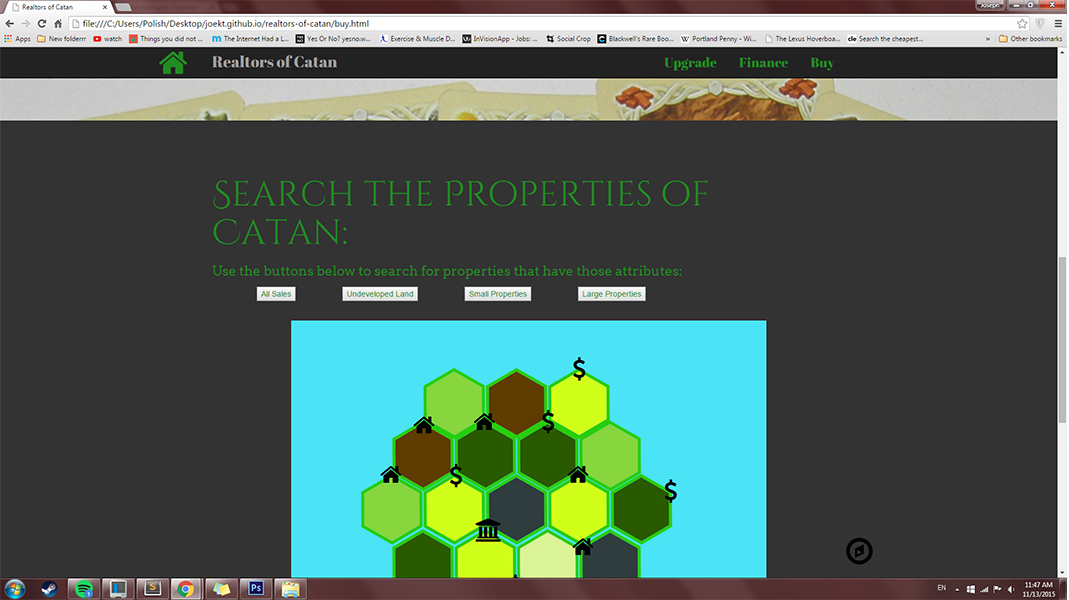 Realtors of Catan
Joseph
file:///C:/Users/Polish/Desktop/joekt.github.io/realtors-of-catan/buy.html
Apps New folderrr watch Things you did not ... The Internet Had a L... Yes Or No? yesno.w... Exercise & Muscle D... InVisionApp - Jobs: ... Social Crop Blackwell's Rare Boo... Portland Penny - Wi... The Lexus Hoverboa... clo Search the cheapest... » Other bookmarks
Realtors of Catan Upgrade Finance Buy
Search the Properties of
Catan:
Use the buttons below to search for properties that have those attributes:
All Sales Undeveloped Land Small Properties Large Properties
$
$
$
$
EN
11:47 AM
11/13/2015